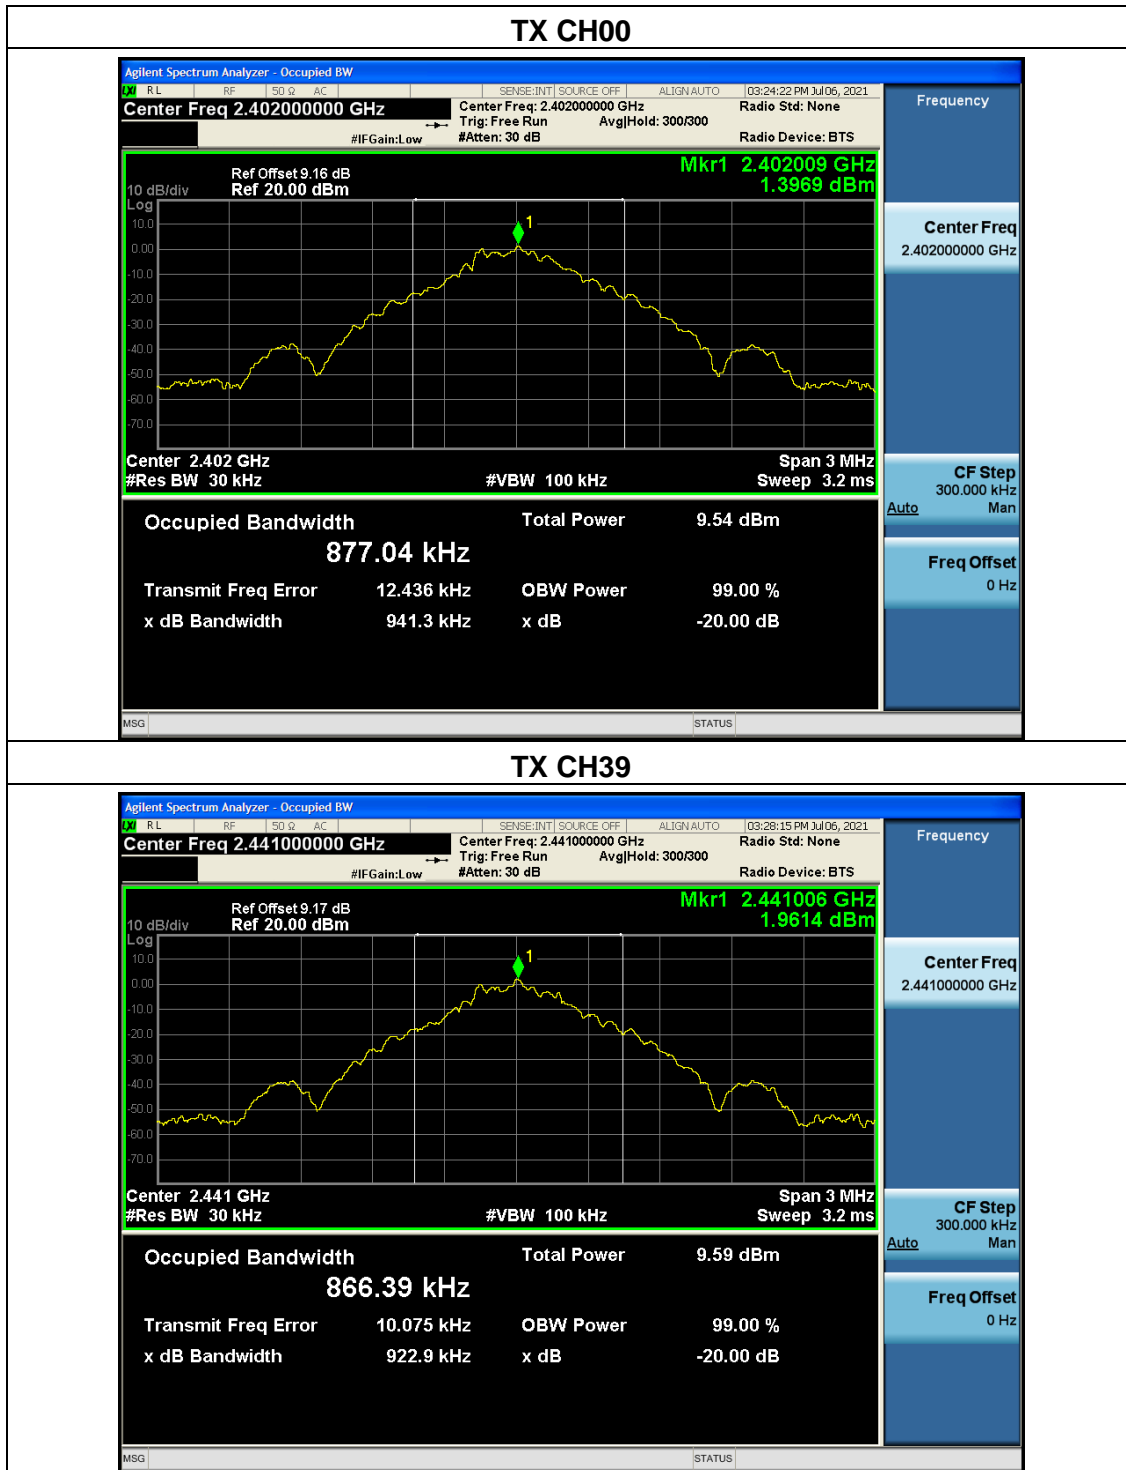 TX CH00
Agilent Spectrum Analyzer - Occupied BW
LXI RL RF 50 Ω AC SENSE:INT SOURCE OFF ALIGN AUTO 03:24:22 PM Jul 06, 2021
Center Freq 2.402000000 GHz Center Freq: 2.402000000 GHz Radio Std: None Frequency
Trig: Free Run Avg|Hold: 300/300
#IFGain:Low #Atten: 30 dB Radio Device: BTS
Mkr1 2.402009 GHz
Ref Offset 9.16 dB
10 dB/div Ref 20.00 dBm 1.3969 dBm
Log
10.0
0.00
-10.0
-20.0
-30.0
-40.0
-50.0
-60.0
-70.0
1
Center Freq
2.402000000 GHz
Center 2.402 GHz Span 3 MHz
#Res BW 30 kHz #VBW 100 kHz Sweep 3.2 ms
CF Step
300.000 kHz
Auto Man
Occupied Bandwidth Total Power 9.54 dBm
877.04 kHz
Freq Offset
0 Hz
Transmit Freq Error 12.436 kHz OBW Power 99.00 %
x dB Bandwidth 941.3 kHz x dB -20.00 dB
MSG STATUS
TX CH39
Agilent Spectrum Analyzer - Occupied BW
LXI RL RF 50 Ω AC SENSE:INT SOURCE OFF ALIGN AUTO 03:28:15 PM Jul 06, 2021
Center Freq 2.441000000 GHz Center Freq: 2.441000000 GHz Radio Std: None Frequency
Trig: Free Run Avg|Hold: 300/300
#IFGain:Low #Atten: 30 dB Radio Device: BTS
Mkr1 2.441006 GHz
Ref Offset 9.17 dB
10 dB/div Ref 20.00 dBm 1.9614 dBm
Log
10.0
0.00
-10.0
-20.0
-30.0
-40.0
-50.0
-60.0
-70.0
1
Center Freq
2.441000000 GHz
Center 2.441 GHz Span 3 MHz
#Res BW 30 kHz #VBW 100 kHz Sweep 3.2 ms
CF Step
300.000 kHz
Auto Man
Occupied Bandwidth Total Power 9.59 dBm
866.39 kHz
Freq Offset
0 Hz
Transmit Freq Error 10.075 kHz OBW Power 99.00 %
x dB Bandwidth 922.9 kHz x dB -20.00 dB
MSG STATUS